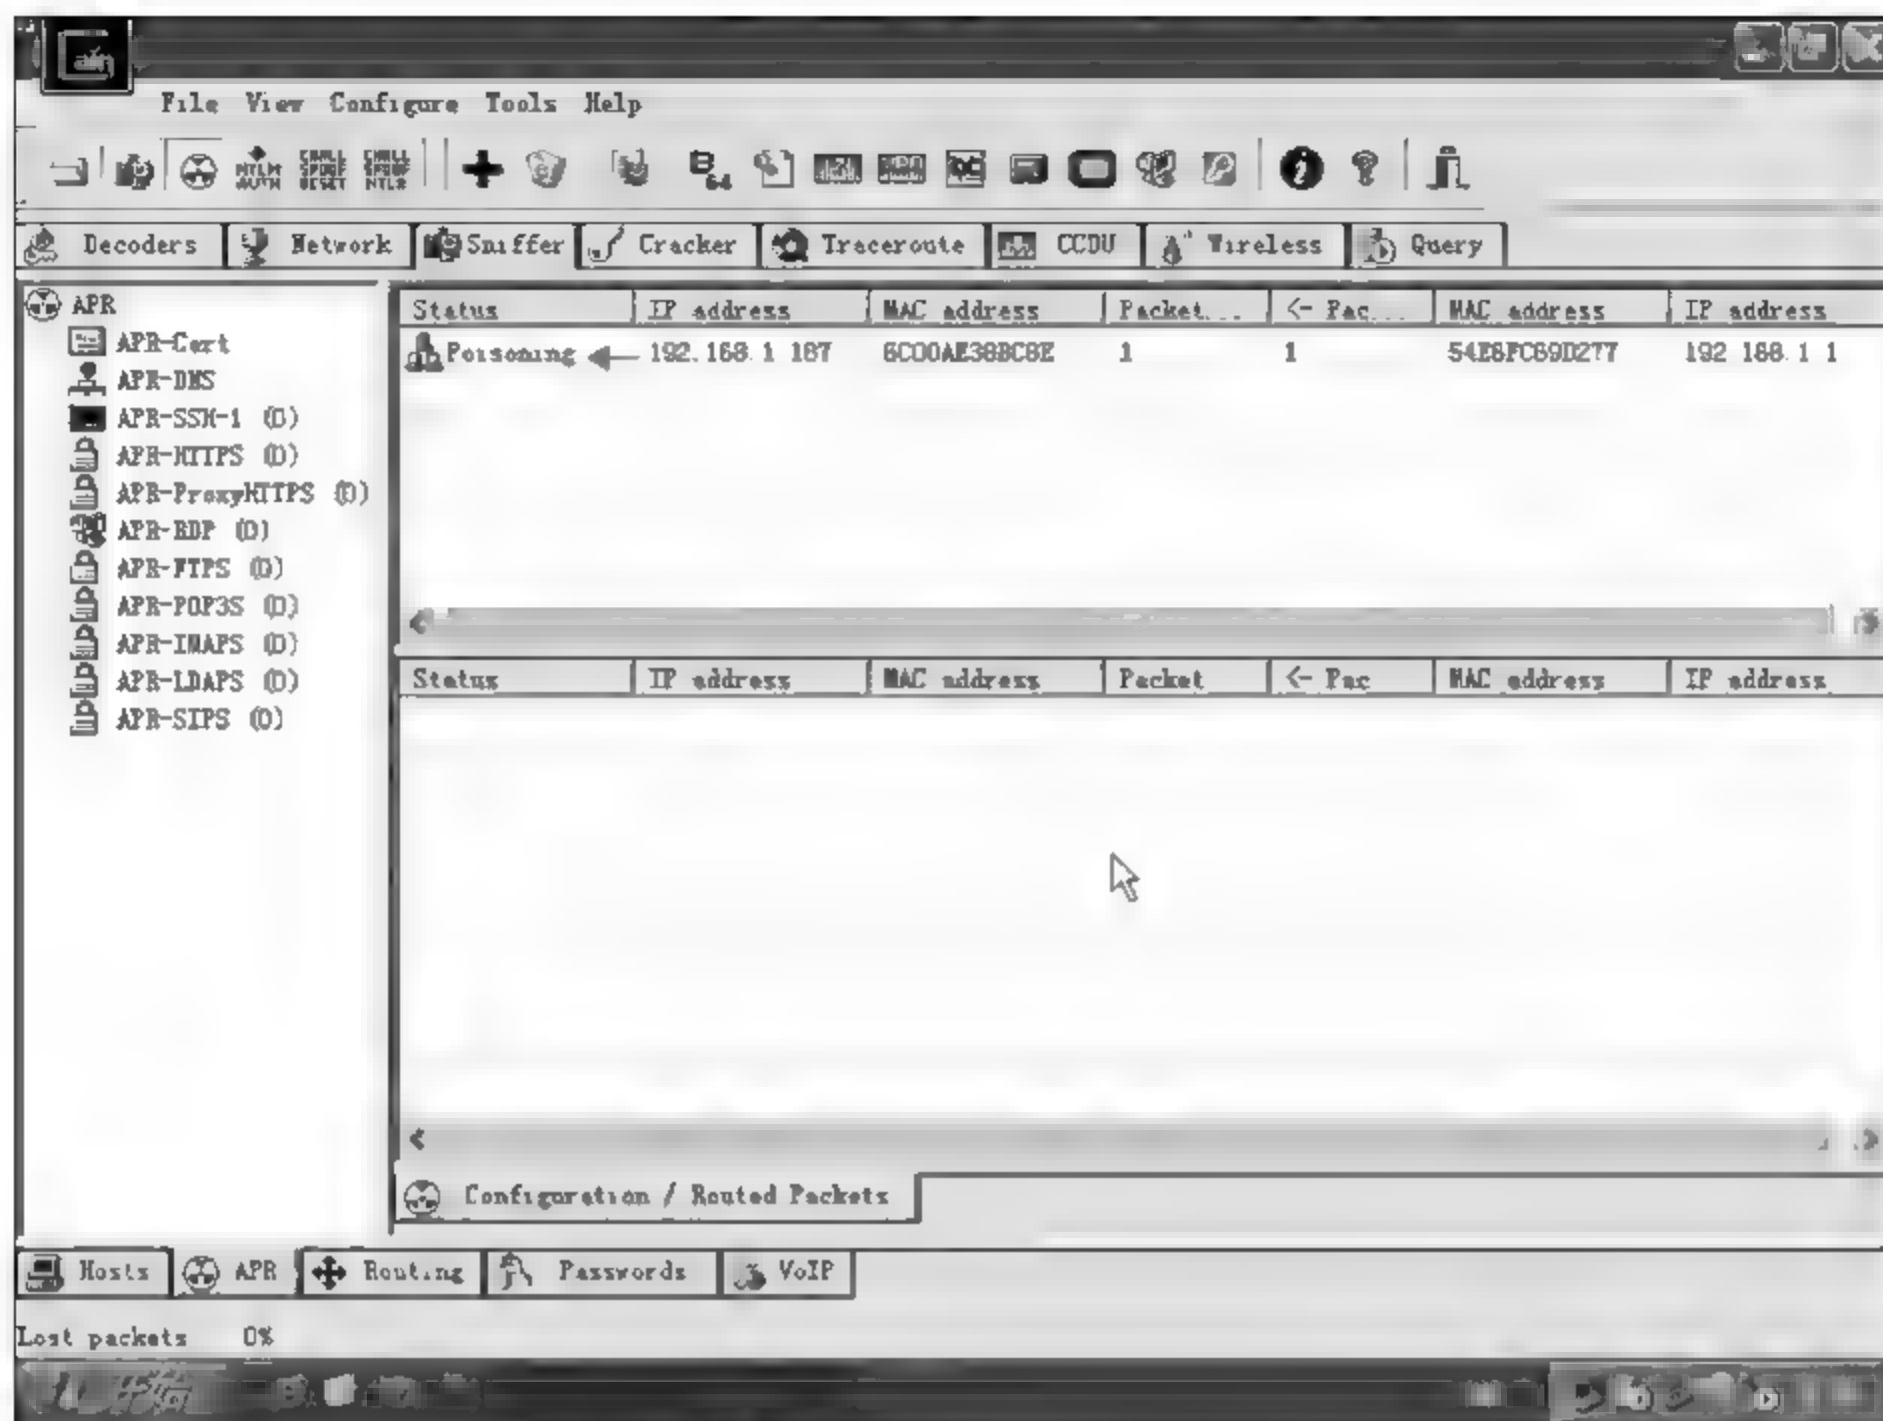 File View Configure Tools Help
Decoders Network Sniffer Cracker Traceroute CCDU Wireless Query
APR
APR-Cert
APR-DNS
APR-SSH-1 (0)
APR-HTTPS (0)
APR-ProxyHTTPS (0)
APR-RDP (0)
APR-FTPS (0)
APR-POP3S (0)
APR-IMAPS (0)
APR-LDAPS (0)
APR-SIPS (0)
Status IP address MAC address Packet... <- Pac... MAC address IP address
Poisoning 192.168.1.187 6C00AE38BC8E 1 1 54E6FC69D277 192.168.1.1
Status IP address MAC address Packet <- Pac MAC address IP address
Configuration / Routed Packets
Hosts APR Routing Passwords VoIP
Lost packets 0%
开始